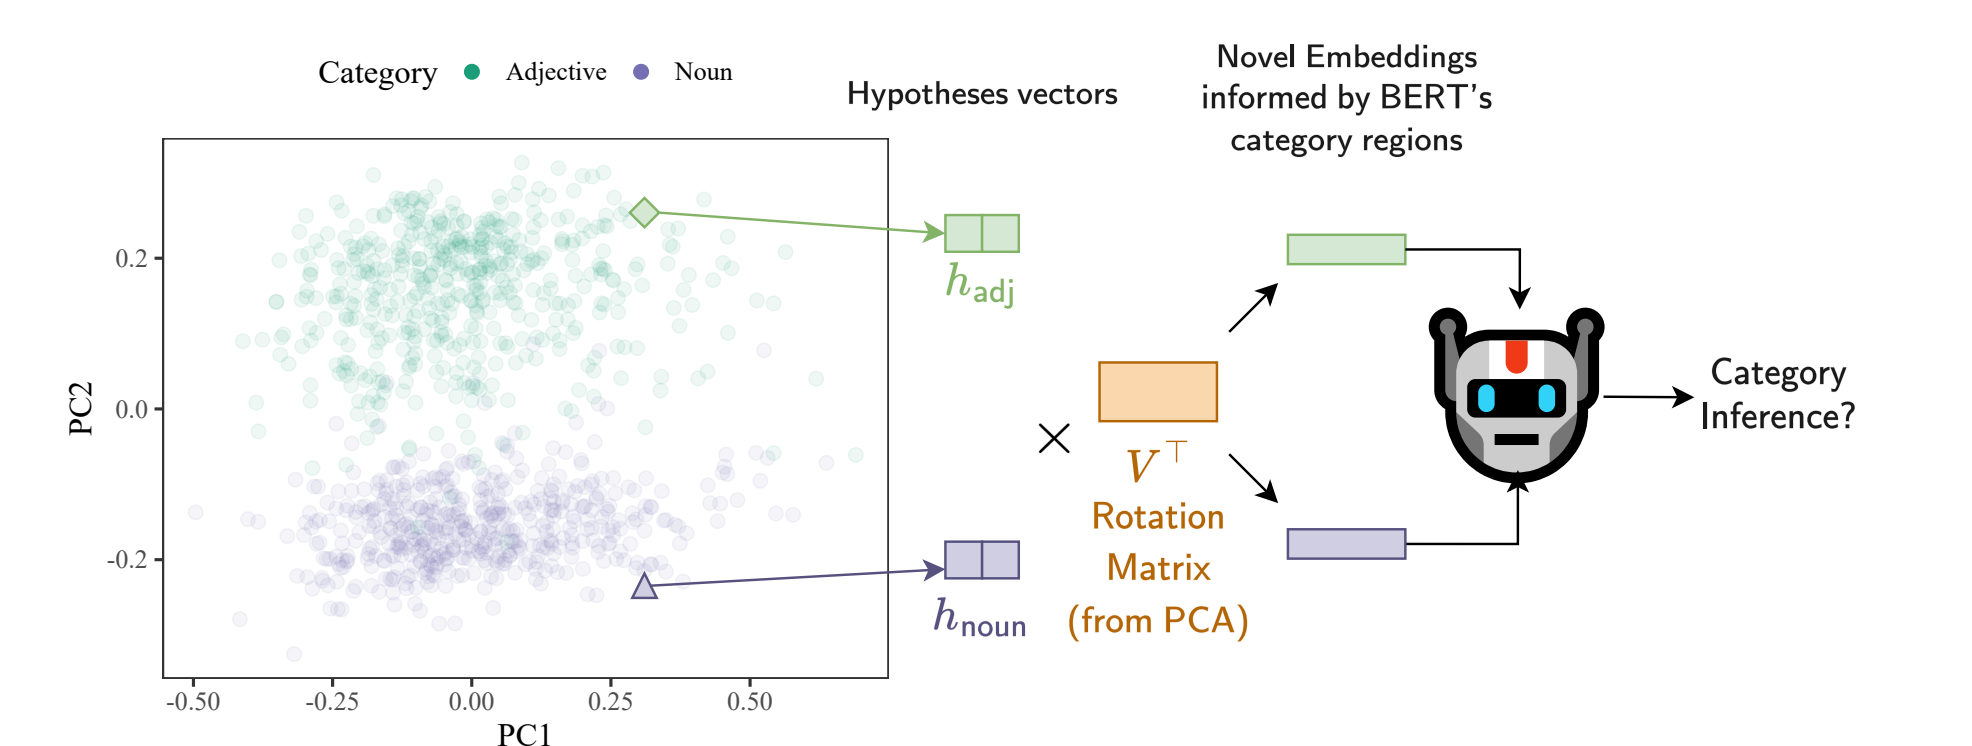 Category Adjective Noun
Hypotheses vectors
Novel Embeddings
informed by BERT's
category regions
PC2
0.2
0.0
-0.2
-0.50 -0.25 0.00 0.25 0.50
PC1
h_adj
h_noun
×
V^⊤
Rotation
Matrix
(from PCA)
Category
Inference?